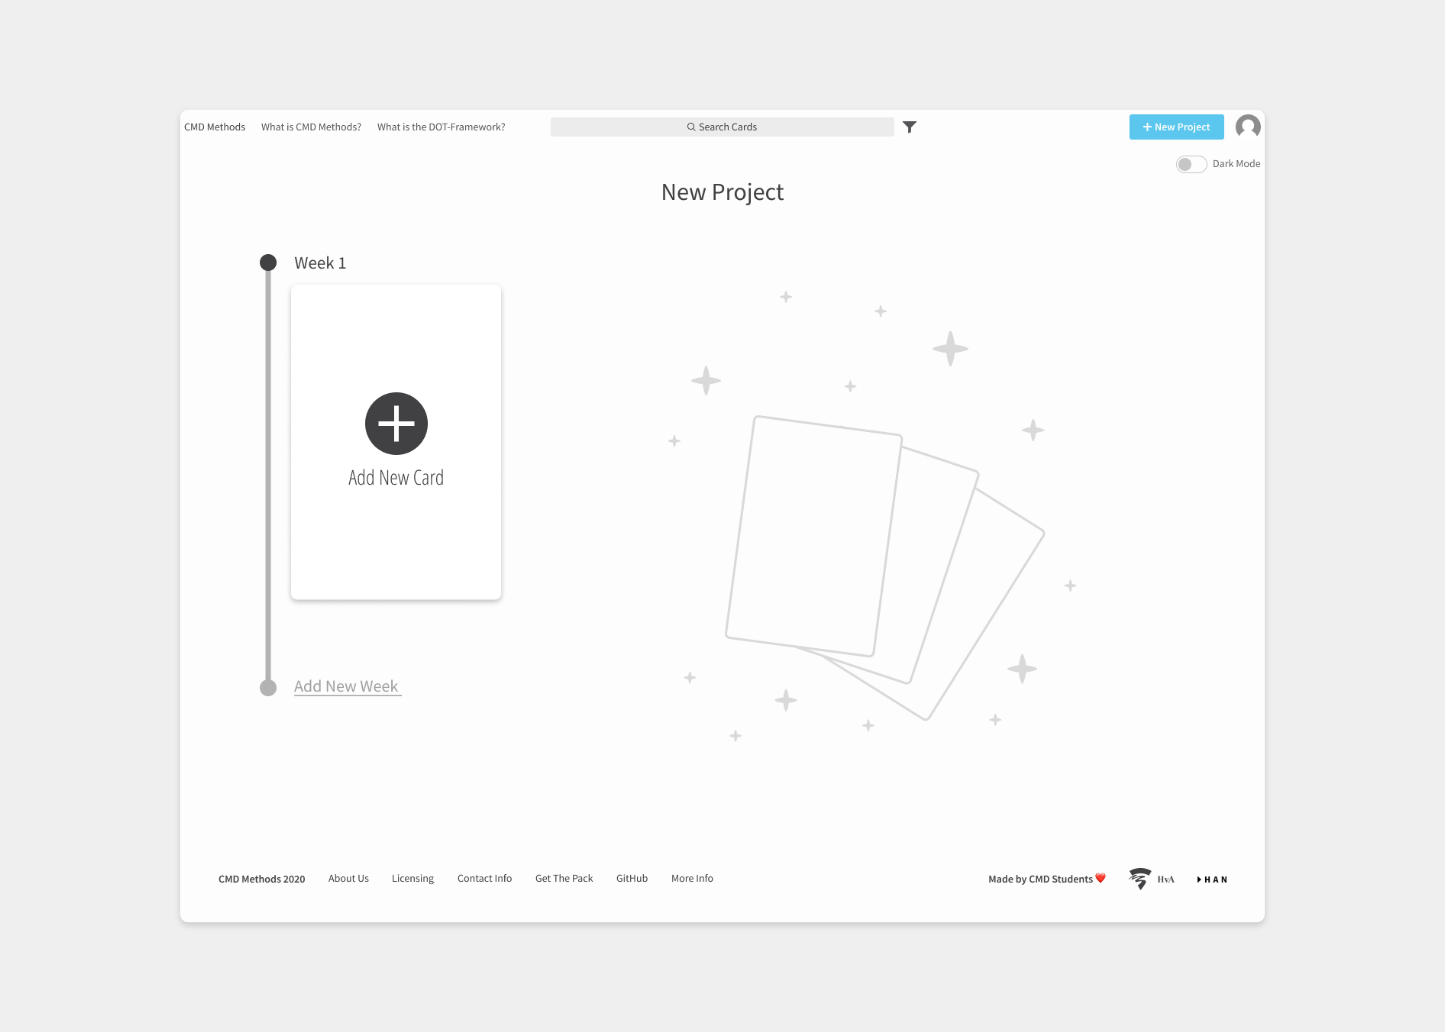 CMD Methods
What is CMD Methods?
What is the DOT-Framework?
Search Cards
+ New Project
Dark Mode
New Project
Week 1
Add New Card
Add New Week
CMD Methods 2020
About Us
Licensing
Contact Info
Get The Pack
GitHub
More Info
Made by CMD Students ❤️
HvA
HAN